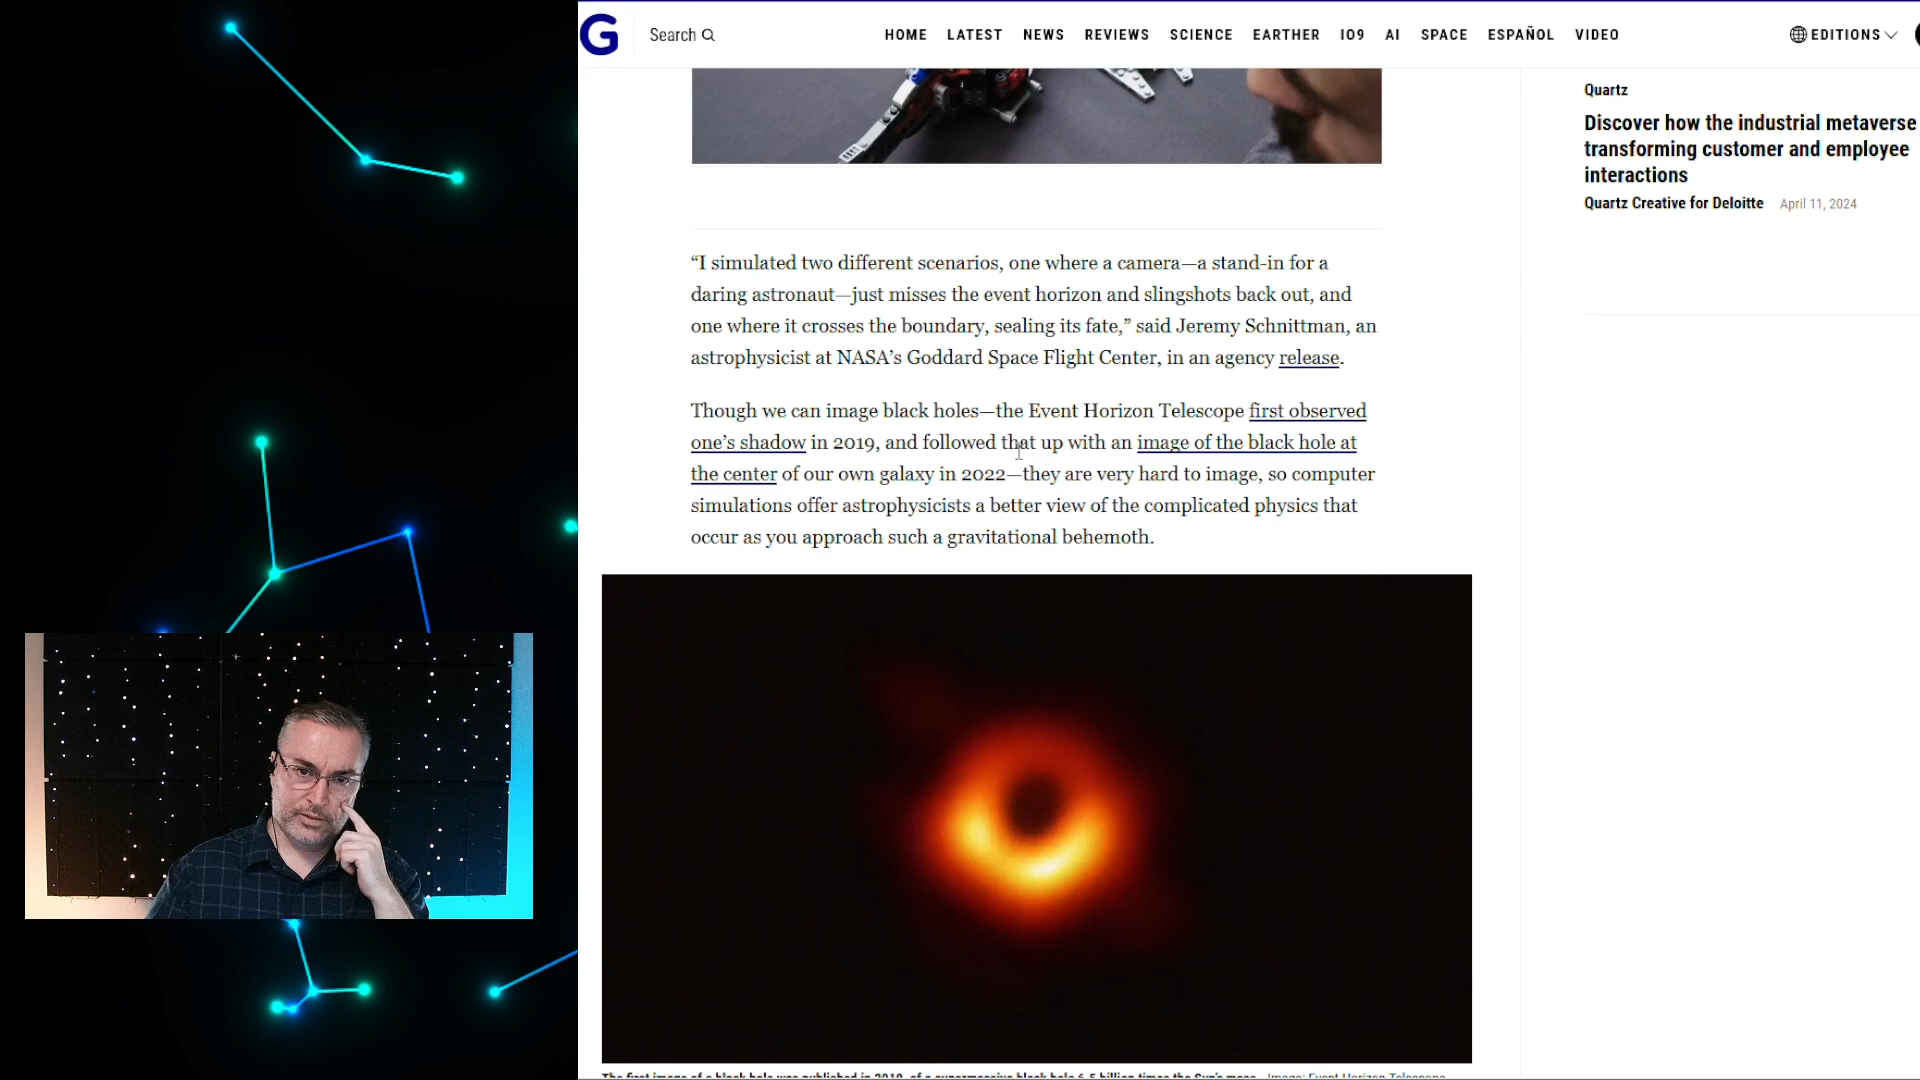 G
Search
HOME LATEST NEWS REVIEWS SCIENCE EARTHER IO9 AI SPACE ESPAÑOL VIDEO
EDITIONS
“I simulated two different scenarios, one where a camera—a stand-in for a
daring astronaut—just misses the event horizon and slingshots back out, and
one where it crosses the boundary, sealing its fate,” said Jeremy Schnittman, an
astrophysicist at NASA’s Goddard Space Flight Center, in an agency release.
Though we can image black holes—the Event Horizon Telescope first observed
one’s shadow in 2019, and followed that up with an image of the black hole at
the center of our own galaxy in 2022—they are very hard to image, so computer
simulations offer astrophysicists a better view of the complicated physics that
occur as you approach such a gravitational behemoth.
The first image of a black hole was published in 2019, of a supermassive black hole 6.5 billion times the Sun’s mass. Image: Event Horizon Telescope
Quartz
Discover how the industrial metaverse
transforming customer and employee
interactions
Quartz Creative for Deloitte April 11, 2024